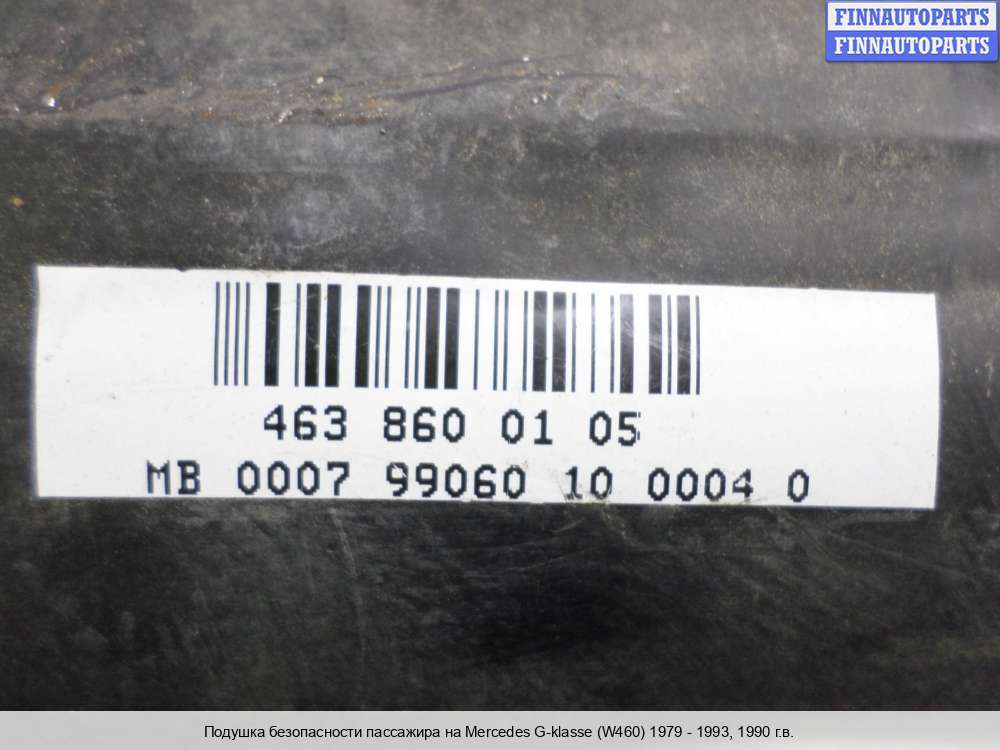 FINNAUTOPARTS
FINNAUTOPARTS
463 860 01 05
MB 0007 99060 10 0004 0
Подушка безопасности пассажира на Mercedes G-klasse (W460) 1979 - 1993, 1990 г.в.